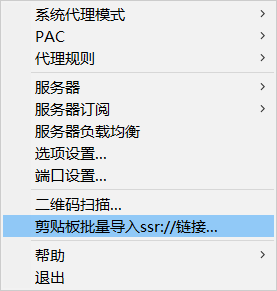 系统代理模式
PAC
代理规则
服务器
服务器订阅
服务器负载均衡
选项设置...
端口设置...
二维码扫描...
剪贴板批量导入ssr://链接...
帮助
退出